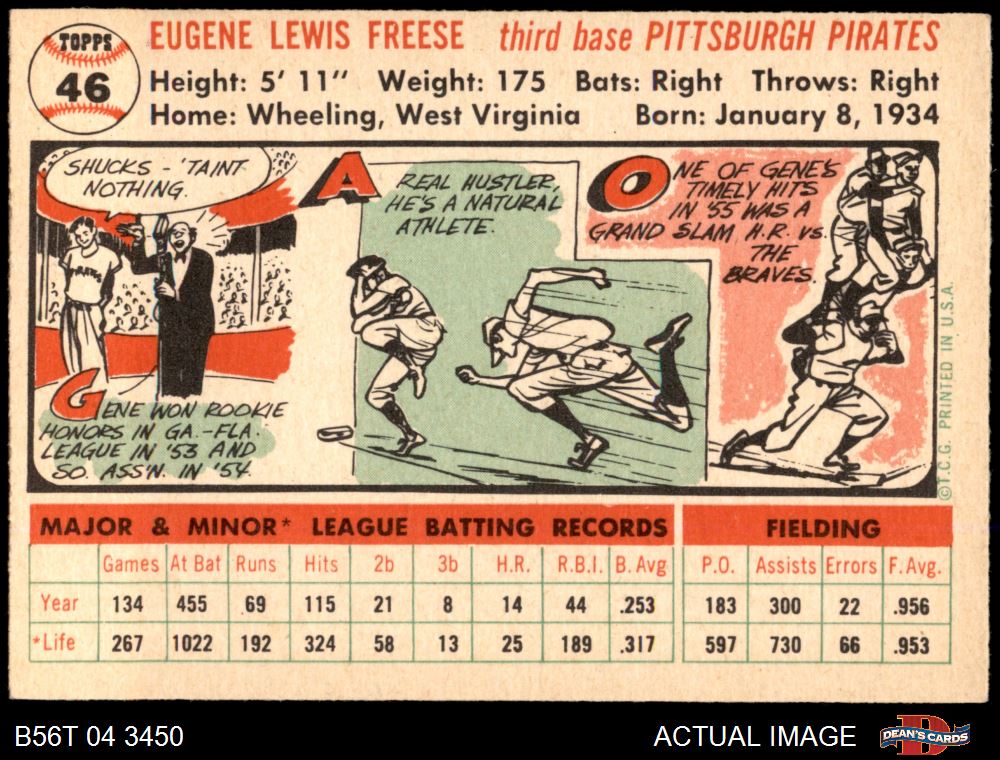 TOPPS
46
EUGENE LEWIS FREESE third base PITTSBURGH PIRATES
Height: 5' 11" Weight: 175 Bats: Right Throws: Right
Home: Wheeling, West Virginia Born: January 8, 1934
SHUCKS - 'TAINT
NOTHING.
PIRATES
GENE WON ROOKIE
HONORS IN GA.-FLA.
LEAGUE IN '53 AND
SO. ASS'N. IN '54.
A REAL HUSTLER,
HE'S A NATURAL
ATHLETE.
ONE OF GENE'S
TIMELY HITS
IN '55 WAS A
GRAND SLAM H.R. vs.
THE
BRAVES.
©T.C.G. PRINTED IN U.S.A.
MAJOR & MINOR* LEAGUE BATTING RECORDS FIELDING
Games At Bat Runs Hits 2b 3b H.R. R.B.I. B. Avg P.O. Assists Errors F. Avg.
Year 134 455 69 115 21 8 14 44 .253 183 300 22 .956
*Life 267 1022 192 324 58 13 25 189 .317 597 730 66 .953
B56T 04 3450 ACTUAL IMAGE DEAN'S CARDS